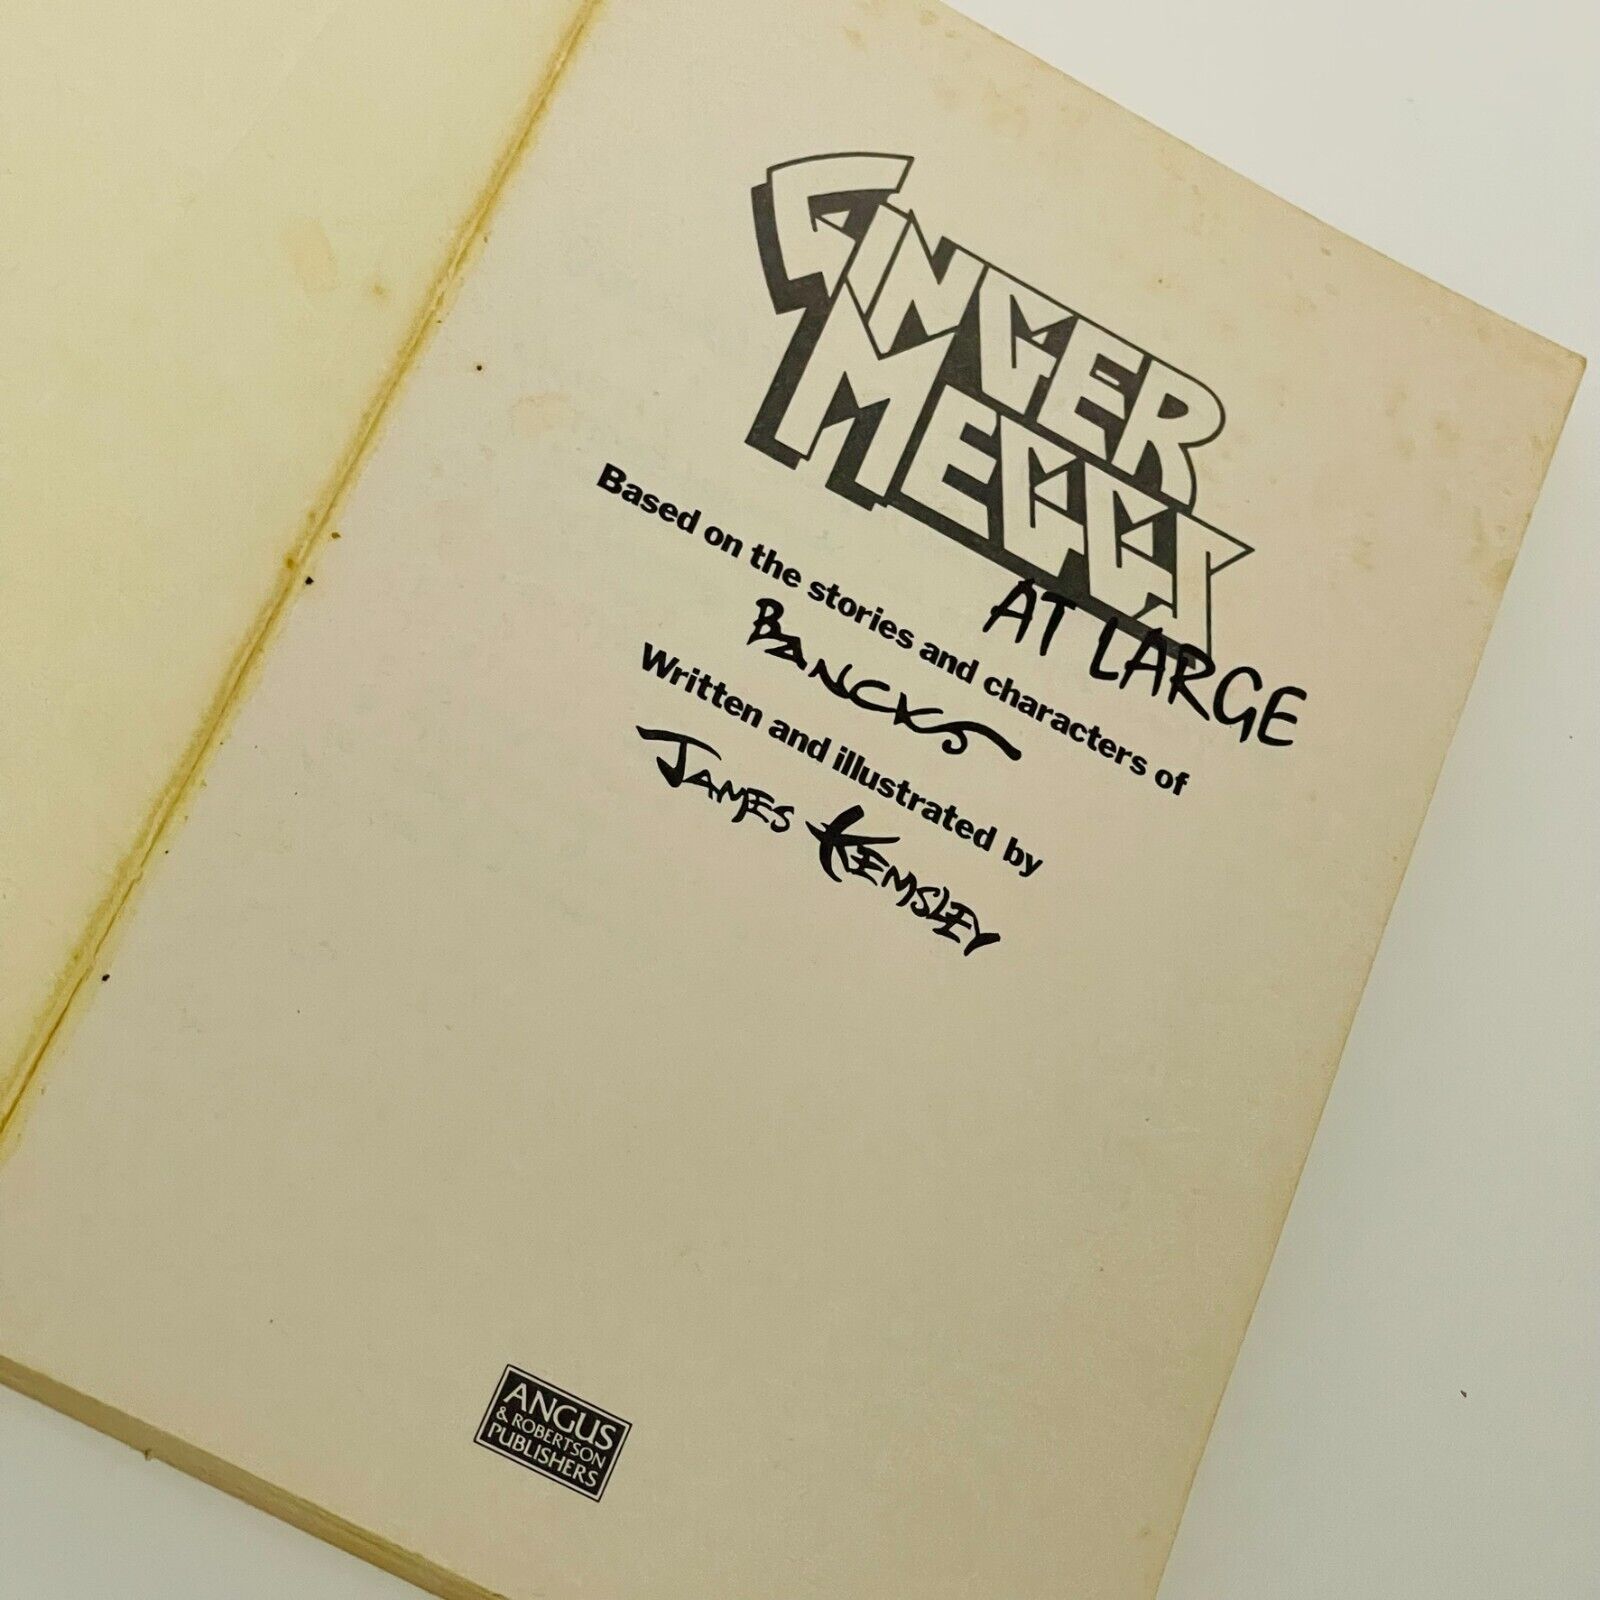 GINGER
MEGGS
AT LARGE
Based on the stories and characters of
BANCKS
Written and illustrated by
JAMES KEMSLEY
ANGUS
& ROBERTSON
PUBLISHERS